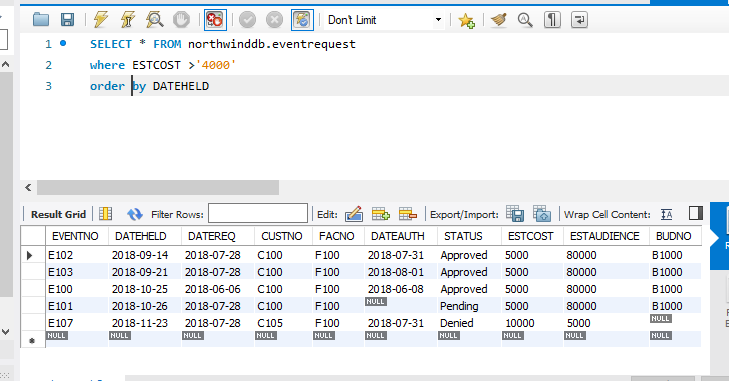 Don't Limit
1 SELECT * FROM northwinddb.eventrequest
2 where ESTCOST >'4000'
3 order by DATEHELD
Result Grid Filter Rows: Edit: Export/Import: Wrap Cell Content:
EVENTNO DATEHELD DATEREQ CUSTNO FACNO DATEAUTH STATUS ESTCOST ESTAUDIENCE BUDNO
E102 2018-09-14 2018-07-28 C100 F100 2018-07-31 Approved 5000 80000 B1000
E103 2018-09-21 2018-07-28 C100 F100 2018-08-01 Approved 5000 80000 B1000
E100 2018-10-25 2018-06-06 C100 F100 2018-06-08 Approved 5000 80000 B1000
E101 2018-10-26 2018-07-28 C100 F100 NULL Pending 5000 80000 B1000
E107 2018-11-23 2018-07-28 C105 F100 2018-07-31 Denied 10000 5000 NULL
NULL NULL NULL NULL NULL NULL NULL NULL NULL NULL